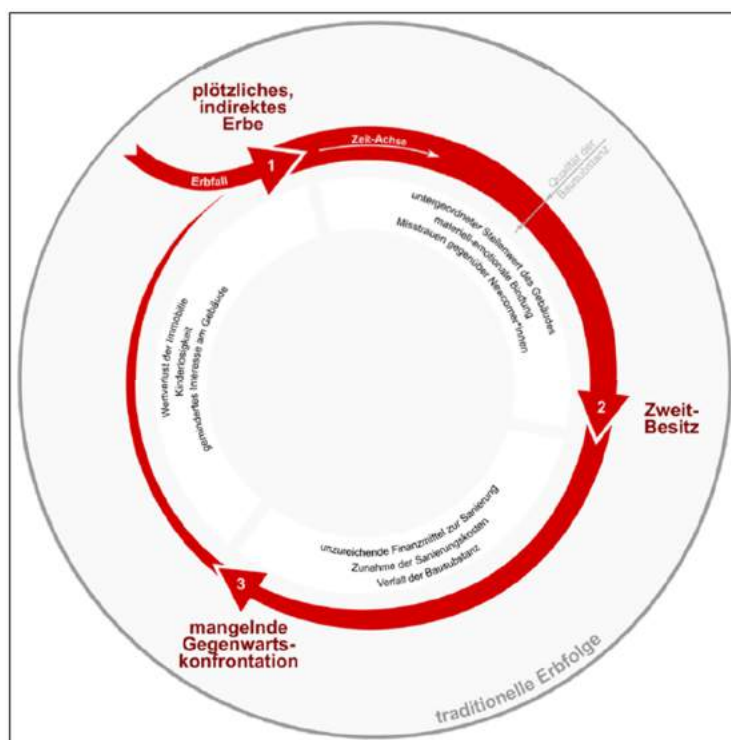 plötzliches,
indirektes
Erbe
Erbfall
1
Zeit-Achse
Qualität der
Bausubstanz
untergeordneter Stellenwert des Gebäudes
materiell-emotionale Bindung
Misstrauen gegenüber Newcomer*innen
2
Zweit-
Besitz
unzureichende Finanzmittel zur Sanierung
Zunehme der Sanierungskosten
Verfall der Bausubstanz
3
mangelnde
Gegenwarts-
konfrontation
Wertverlust der Immobilie
Kinderlosigkeit
gemindertes Interesse am Gebäude
traditionelle Erbfolge